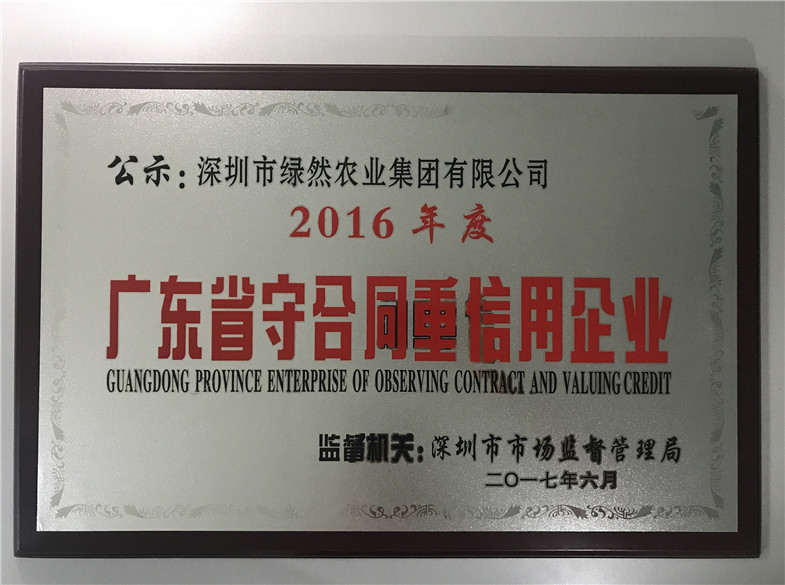 公示：深圳市绿然农业集团有限公司
2016年度
广东省守合同重信用企业
GUANGDONG PROVINCE ENTERPRISE OF OBSERVING CONTRACT AND VALUING CREDIT
监督机关：深圳市市场监督管理局
二〇一七年六月